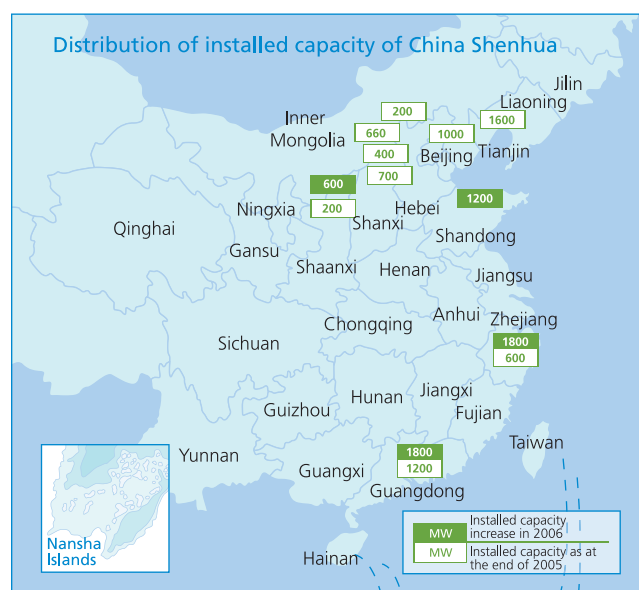 Distribution of installed capacity of China Shenhua
Jilin
Liaoning
200
1600
Inner
Mongolia
660
1000
400
Beijing
Tianjin
700
600
1200
200
Ningxia
Hebei
Qinghai
Shanxi
Shandong
Gansu
Shaanxi
Henan
Jiangsu
Anhui
Zhejiang
Chongqing
1800
600
Sichuan
Hunan
Jiangxi
Guizhou
Fujian
Taiwan
Yunnan
1800
1200
Guangxi
Guangdong
Nansha
Islands
Hainan
MW
Installed capacity
increase in 2006
MW
Installed capacity as at
the end of 2005